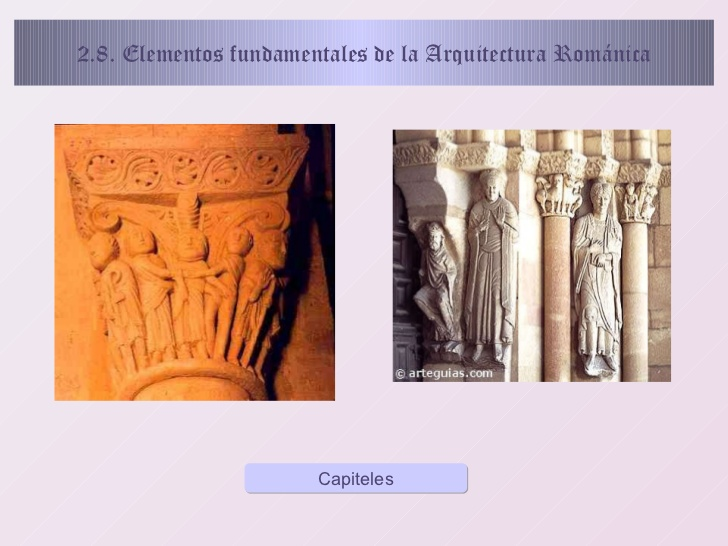 2.8. Elementos fundamentales de la Arquitectura Románica
© arteguias.com
Capiteles